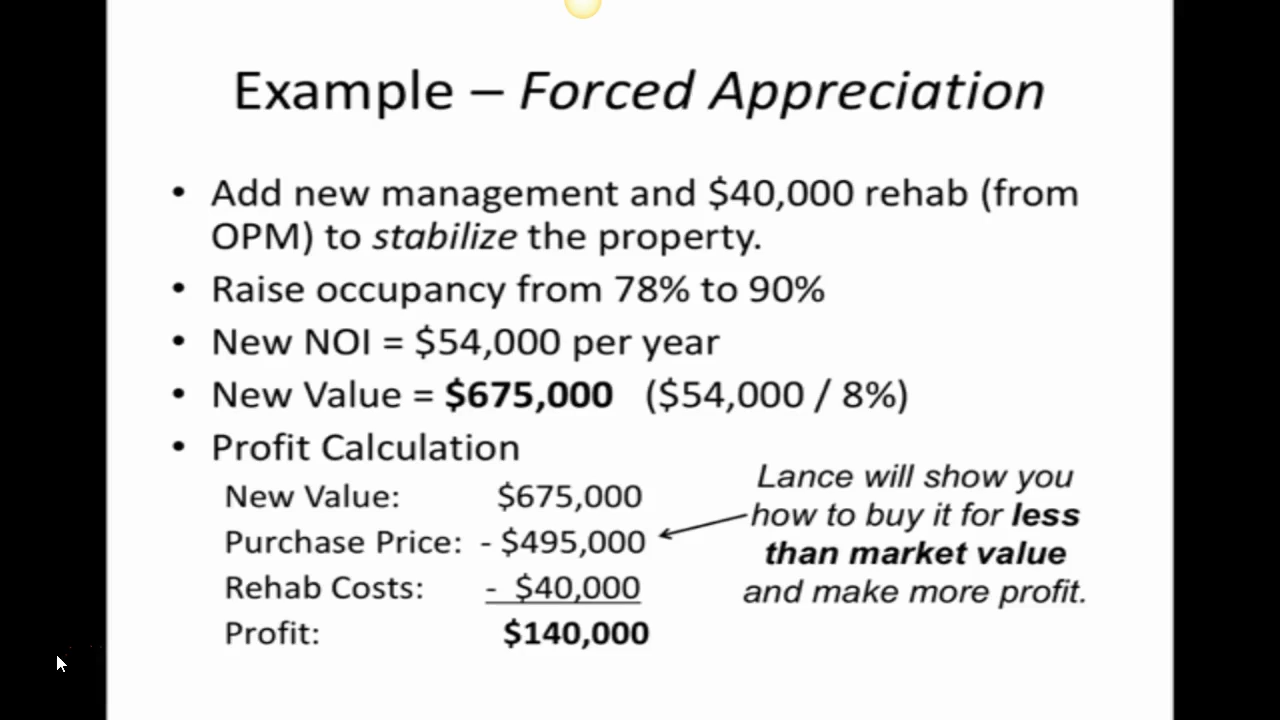 Example – Forced Appreciation
• Add new management and $40,000 rehab (from
OPM) to stabilize the property.
• Raise occupancy from 78% to 90%
• New NOI = $54,000 per year
• New Value = $675,000 ($54,000 / 8%)
• Profit Calculation
New Value: $675,000
Purchase Price: - $495,000
Rehab Costs: - $40,000
Profit: $140,000
Lance will show you
how to buy it for less
than market value
and make more profit.